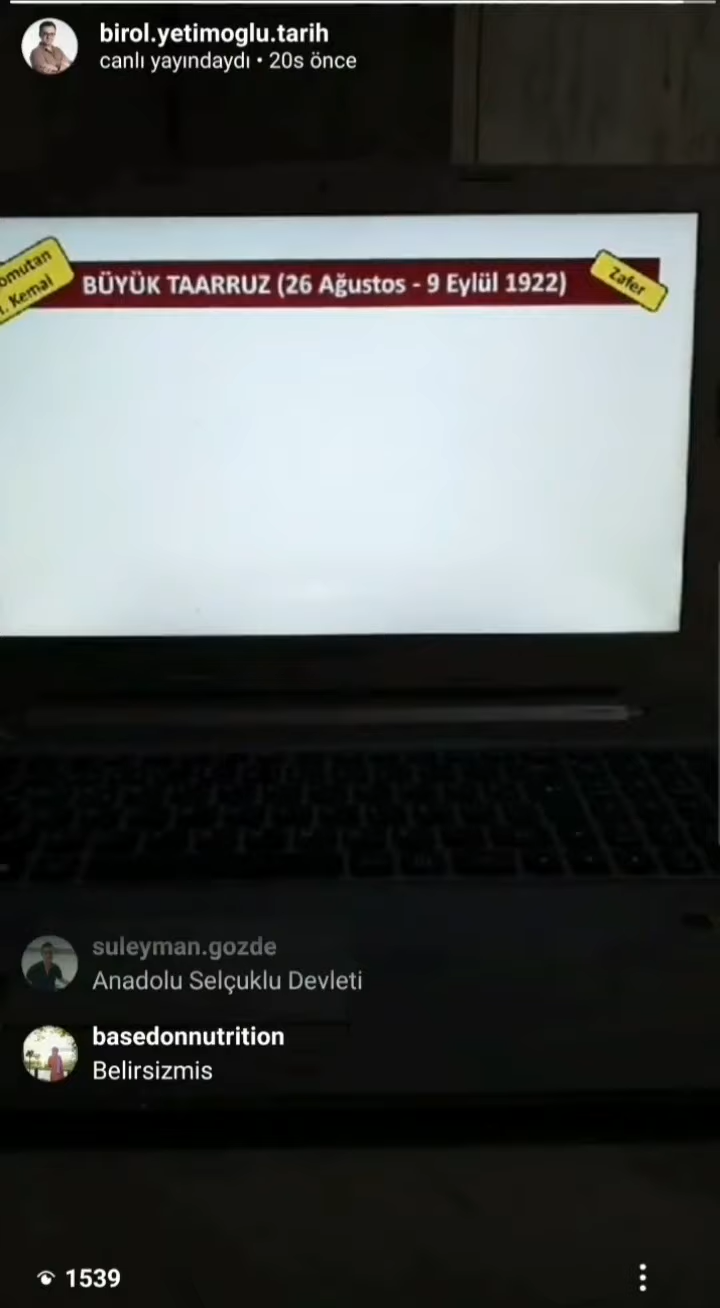 birol.yetimoglu.tarih
canlı yayındaydı • 20s önce
BÜYÜK TAARRUZ (26 Ağustos - 9 Eylül 1922)
Zafer
Kemal
suleyman.gozde
Anadolu Selçuklu Devleti
basedonnutrition
Belirsizmis
1539